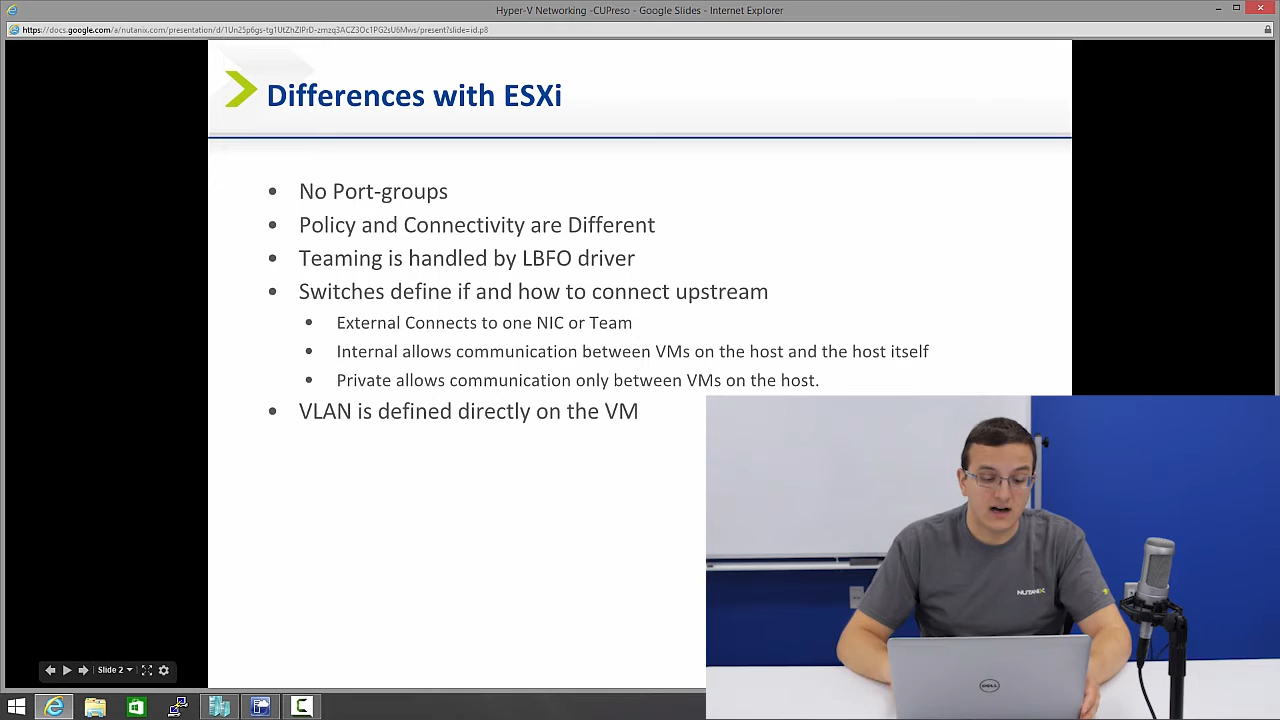 Hyper-V Networking -CUPreso - Google Slides - Internet Explorer
Differences with ESXi
• No Port-groups
• Policy and Connectivity are Different
• Teaming is handled by LBFO driver
• Switches define if and how to connect upstream
• External Connects to one NIC or Team
• Internal allows communication between VMs on the host and the host itself
• Private allows communication only between VMs on the host.
• VLAN is defined directly on the VM
NUTANIX
DELL
Slide 2